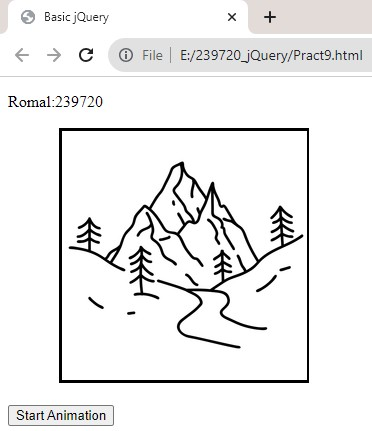 Basic jQuery
File | E:/239720_jQuery/Pract9.html
Romal:239720
Start Animation